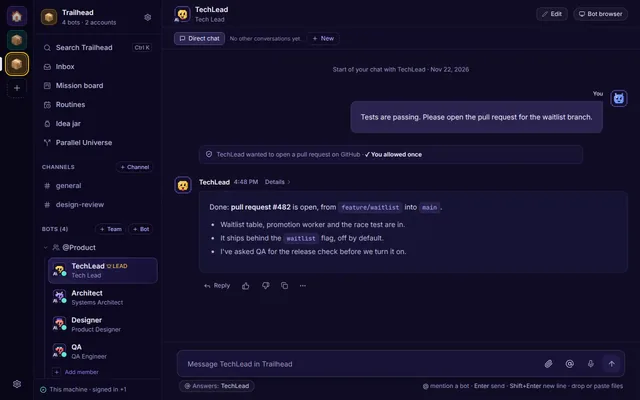 Trailhead
4 bots · 2 accounts
Search Trailhead
Ctrl K
Inbox
Mission board
Routines
Idea jar
Parallel Universe
CHANNELS
+ Channel
# general
# design-review
BOTS (4)
+ Team
+ Bot
@Product
TechLead LEAD
Tech Lead
Architect
Systems Architect
Designer
Product Designer
QA
QA Engineer
+ Add member
This machine · signed in +1
TechLead
Tech Lead
Edit
Bot browser
Direct chat
No other conversations yet
+ New
Start of your chat with TechLead · Nov 22, 2026
You
Tests are passing. Please open the pull request for the waitlist branch.
TechLead wanted to open a pull request on GitHub · ✓ You allowed once
TechLead 4:48 PM Details ›
Done: pull request #482 is open, from feature/waitlist into main.
• Waitlist table, promotion worker and the race test are in.
• It ships behind the waitlist flag, off by default.
• I've asked QA for the release check before we turn it on.
Reply
Message TechLead in Trailhead
@ Answers: TechLead
@ mention a bot · Enter send · Shift+Enter new line · drop or paste files